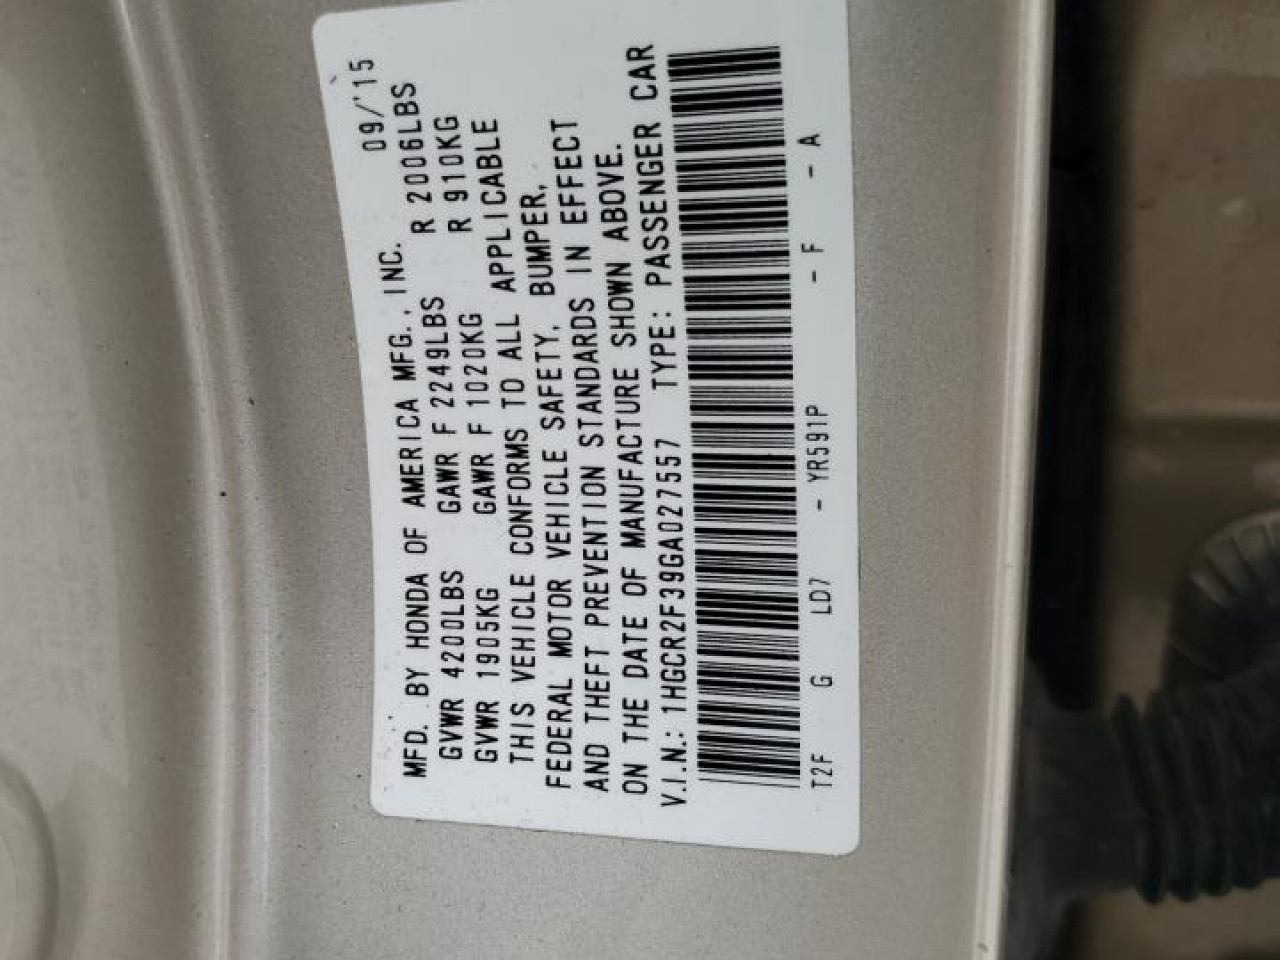 MFD. BY HONDA OF AMERICA MFG., INC. 09/'15
GVWR 4200LBS GAWR F 2249LBS R 2006LBS
GVWR 1905KG GAWR F 1020KG R 910KG
THIS VEHICLE CONFORMS TO ALL APPLICABLE
FEDERAL MOTOR VEHICLE SAFETY, BUMPER,
AND THEFT PREVENTION STANDARDS IN EFFECT
ON THE DATE OF MANUFACTURE SHOWN ABOVE.
V.I.N.: 1HGCR2F39GA027557 TYPE: PASSENGER CAR
T2F G LD7 - YR591P - F - A